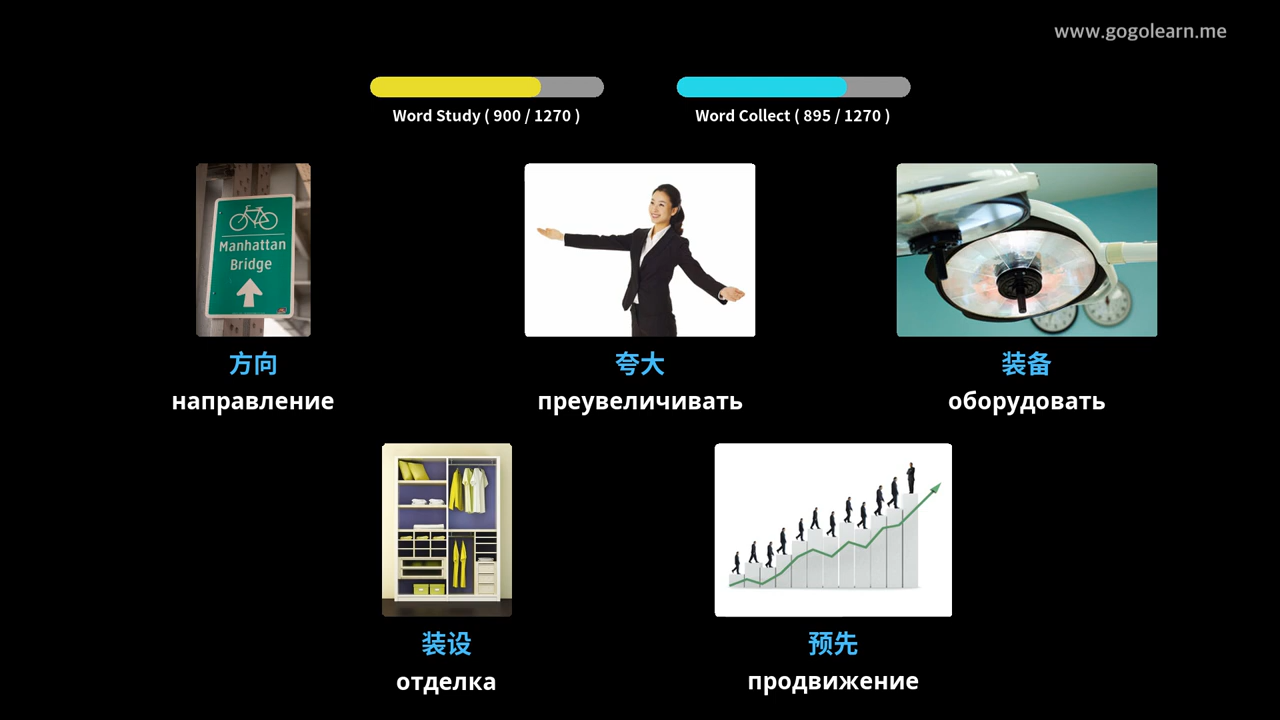 www.gogolearn.me
Word Study ( 900 / 1270 )
Word Collect ( 895 / 1270 )
Manhattan
Bridge
方向
направление
夸大
преувеличивать
装备
оборудовать
装设
отделка
预先
продвижение